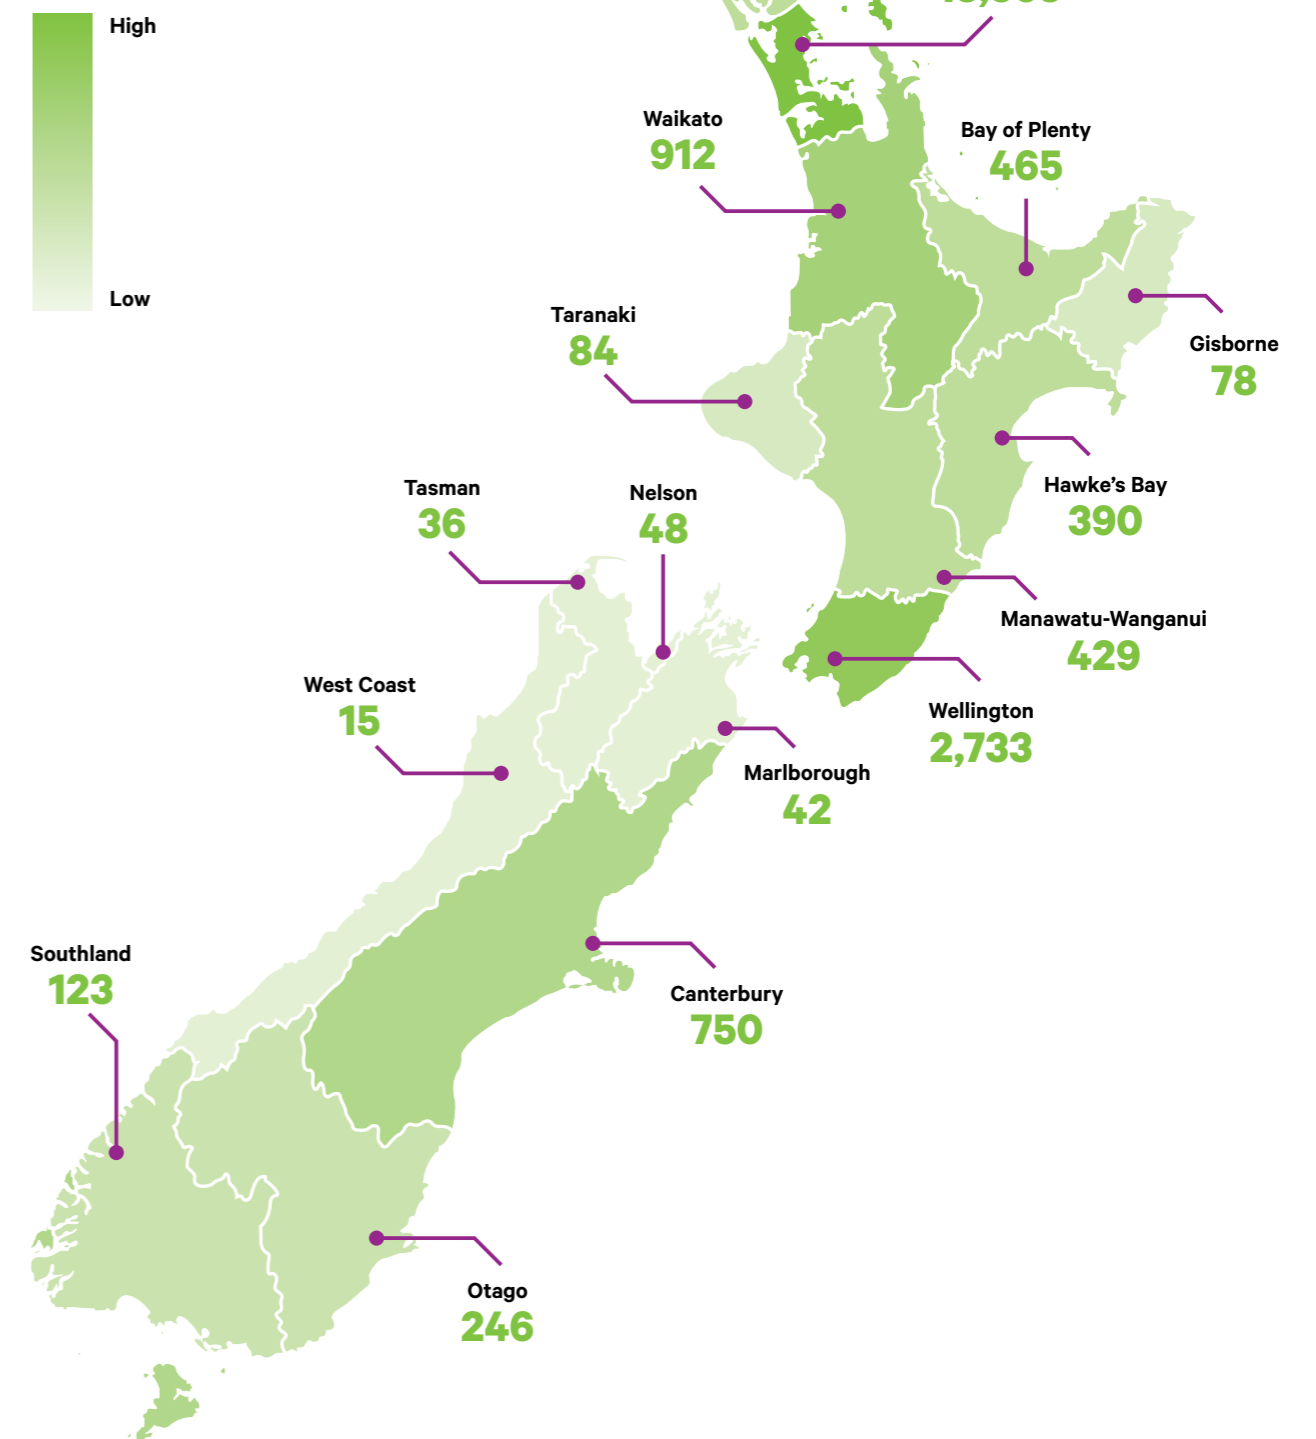 High
Low
Waikato
912
Bay of Plenty
465
Taranaki
84
Gisborne
78
Hawke’s Bay
390
Tasman
36
Nelson
48
Manawatu-Wanganui
429
West Coast
15
Wellington
2,733
Marlborough
42
Southland
123
Canterbury
750
Otago
246